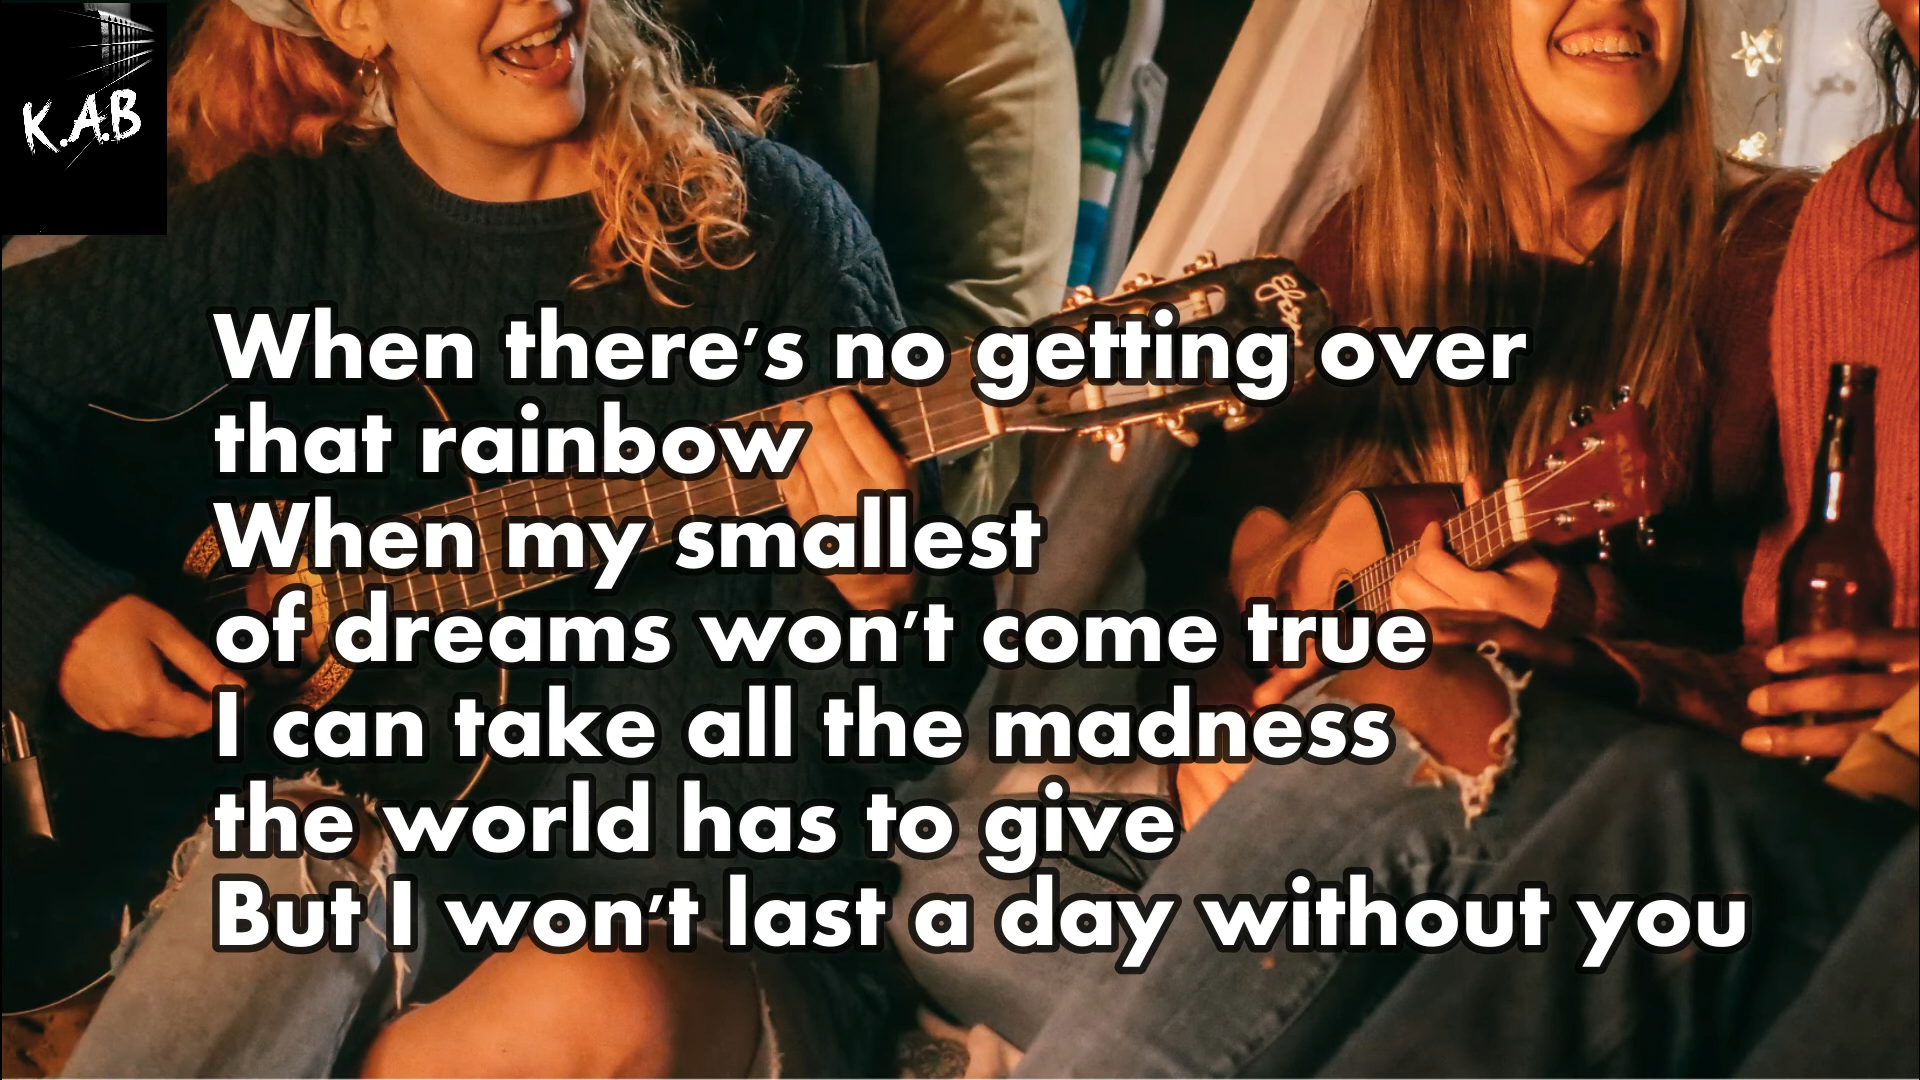 K.A.B
When there's no getting over
that rainbow
When my smallest
of dreams won't come true
I can take all the madness
the world has to give
But I won't last a day without you